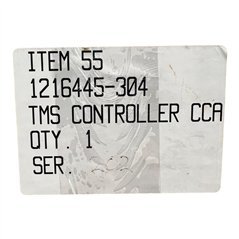 ITEM 55
1216445-304
TMS CONTROLLER CCA
QTY. 1
SER.